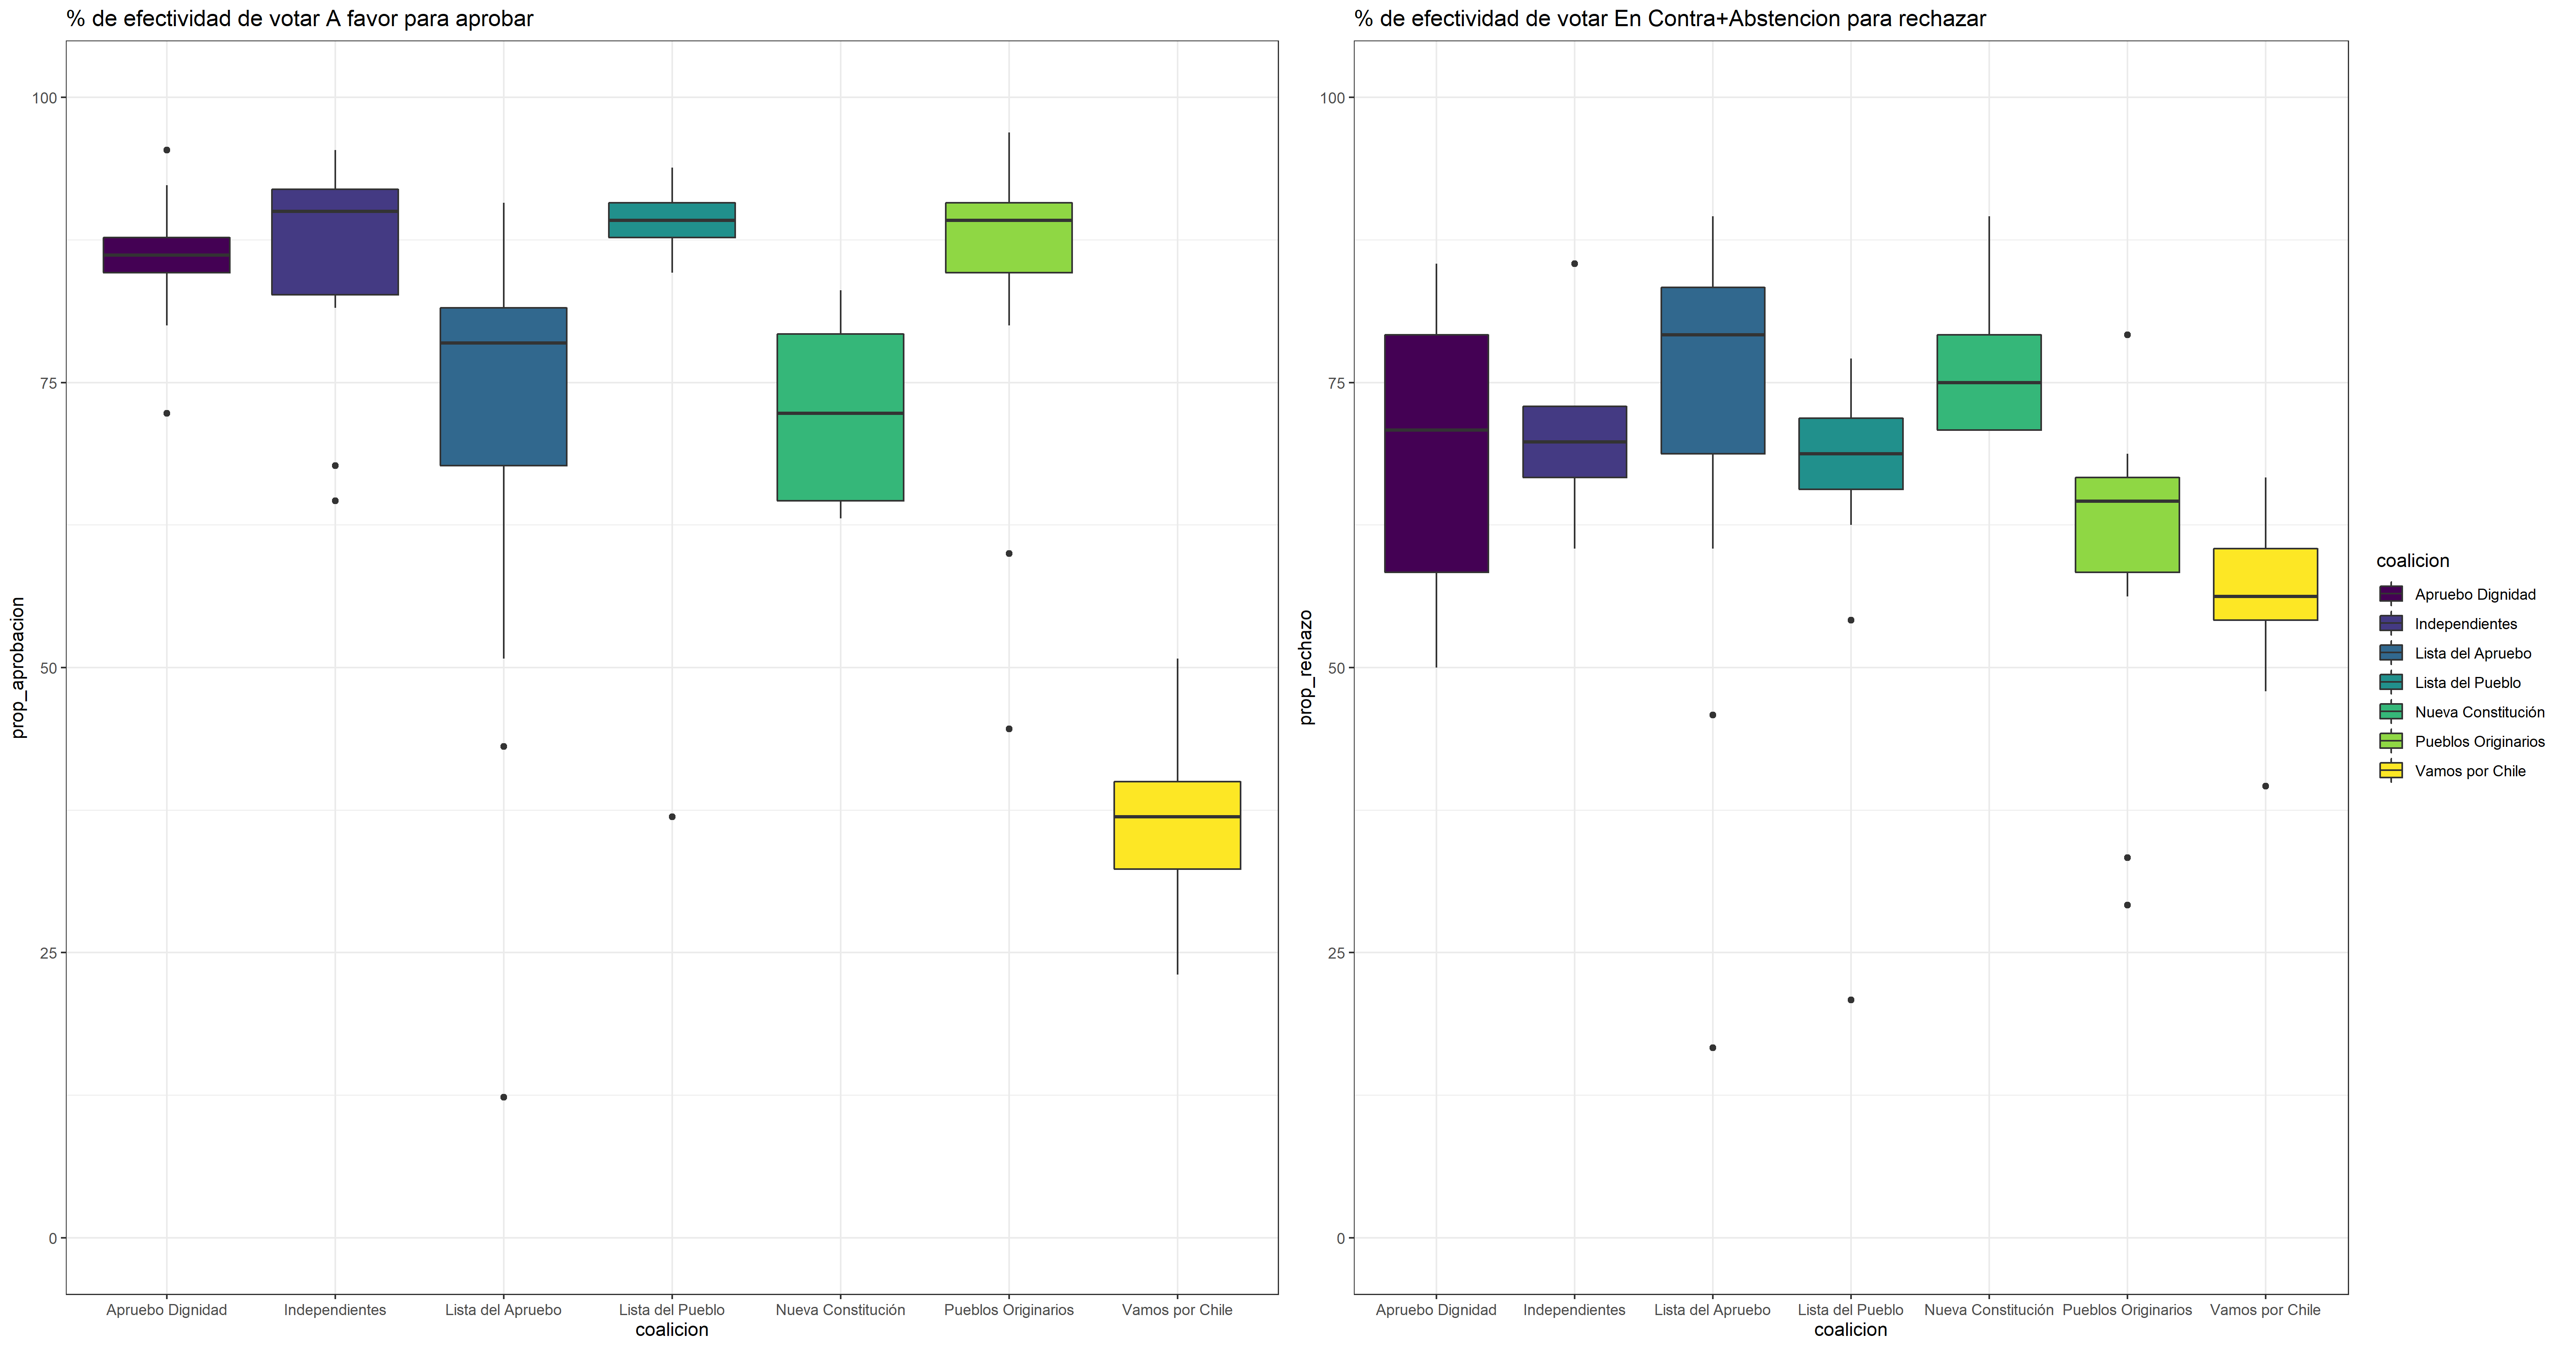 % de efectividad de votar A favor para aprobar
prop_aprobacion
100
75
50
25
0
Apruebo Dignidad
Independientes
Lista del Apruebo
Lista del Pueblo
Nueva Constitución
Pueblos Originarios
Vamos por Chile
coalicion
% de efectividad de votar En Contra+Abstencion para rechazar
prop_rechazo
100
75
50
25
0
Apruebo Dignidad
Independientes
Lista del Apruebo
Lista del Pueblo
Nueva Constitución
Pueblos Originarios
Vamos por Chile
coalicion
coalicion
Apruebo Dignidad
Independientes
Lista del Apruebo
Lista del Pueblo
Nueva Constitución
Pueblos Originarios
Vamos por Chile